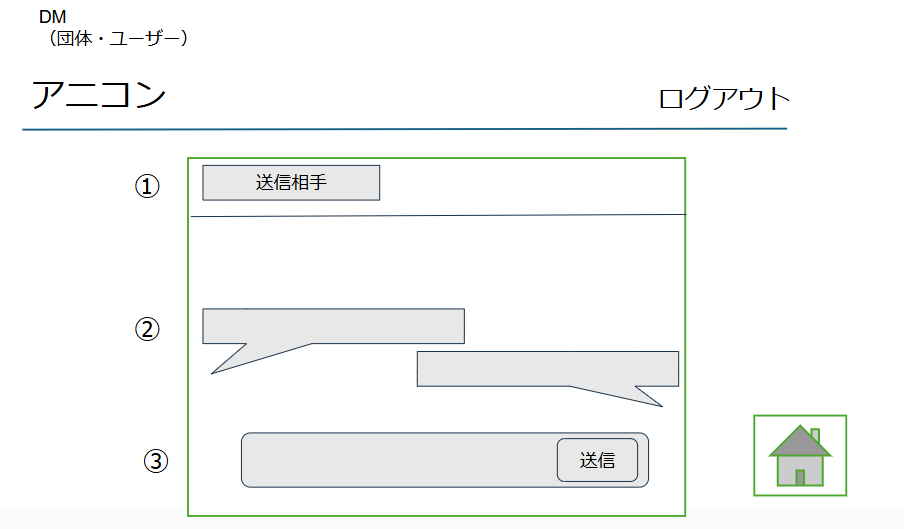 DM
（団体・ユーザー）
アニコン
ログアウト
① 送信相手
②
③ 送信